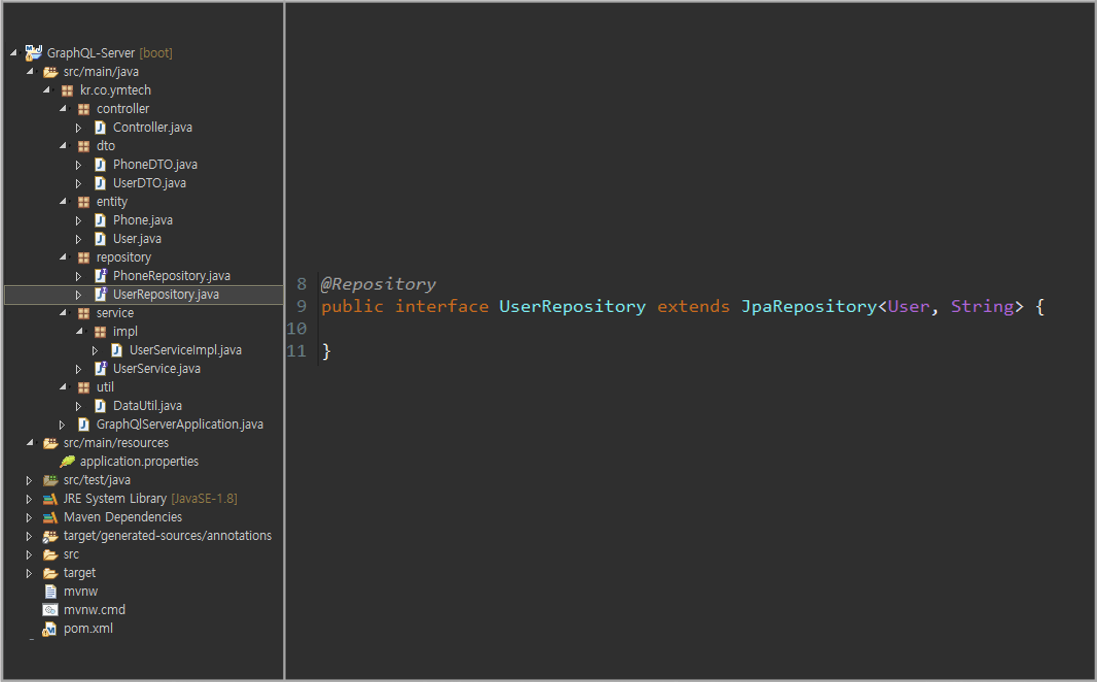 GraphQL-Server [boot]
src/main/java
kr.co.ymtech
controller
Controller.java
dto
PhoneDTO.java
UserDTO.java
entity
Phone.java
User.java
repository
PhoneRepository.java
UserRepository.java
service
impl
UserServiceImpl.java
UserService.java
util
DataUtil.java
GraphQlServerApplication.java
src/main/resources
application.properties
src/test/java
JRE System Library [JavaSE-1.8]
Maven Dependencies
target/generated-sources/annotations
src
target
mvnw
mvnw.cmd
pom.xml
8 @Repository
9 public interface UserRepository extends JpaRepository<User, String> {
10
11 }